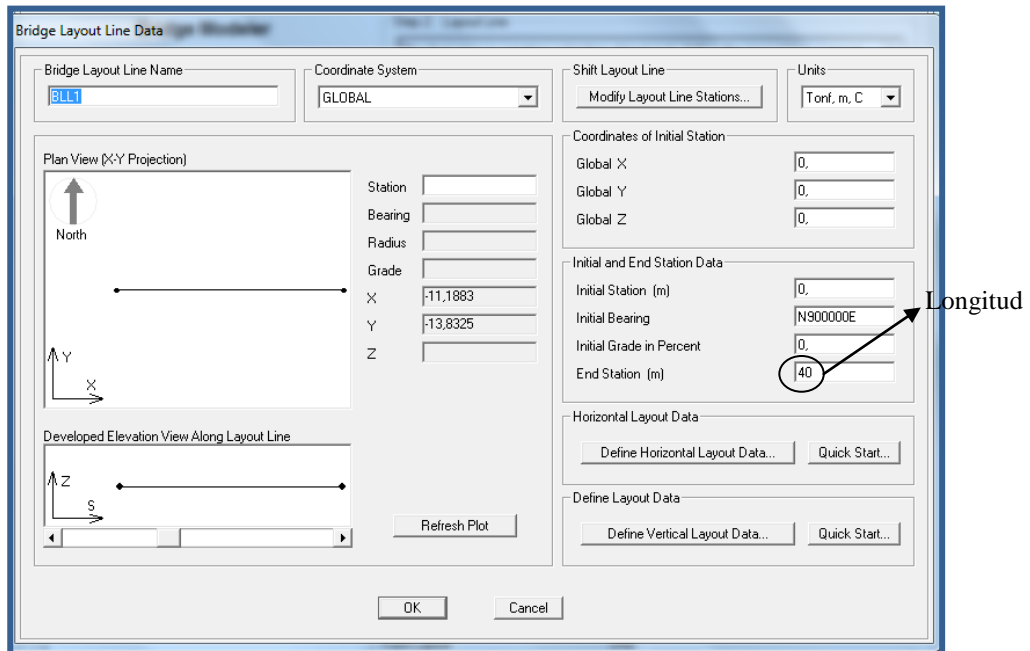 Bridge Layout Line Data
Bridge Layout Line Name
BLL1
Coordinate System
GLOBAL
Shift Layout Line
Modify Layout Line Stations...
Units
Tonf, m, C
Plan View (X-Y Projection)
North
Y
X
Station
Bearing
Radius
Grade
X -11,1883
Y -13,8325
Z
Coordinates of Initial Station
Global X 0,
Global Y 0,
Global Z 0,
Initial and End Station Data
Initial Station (m) 0,
Initial Bearing N900000E
Initial Grade in Percent 0,
End Station (m) 40
Longitud
Developed Elevation View Along Layout Line
Z
S
Refresh Plot
Horizontal Layout Data
Define Horizontal Layout Data... Quick Start...
Define Layout Data
Define Vertical Layout Data... Quick Start...
OK Cancel